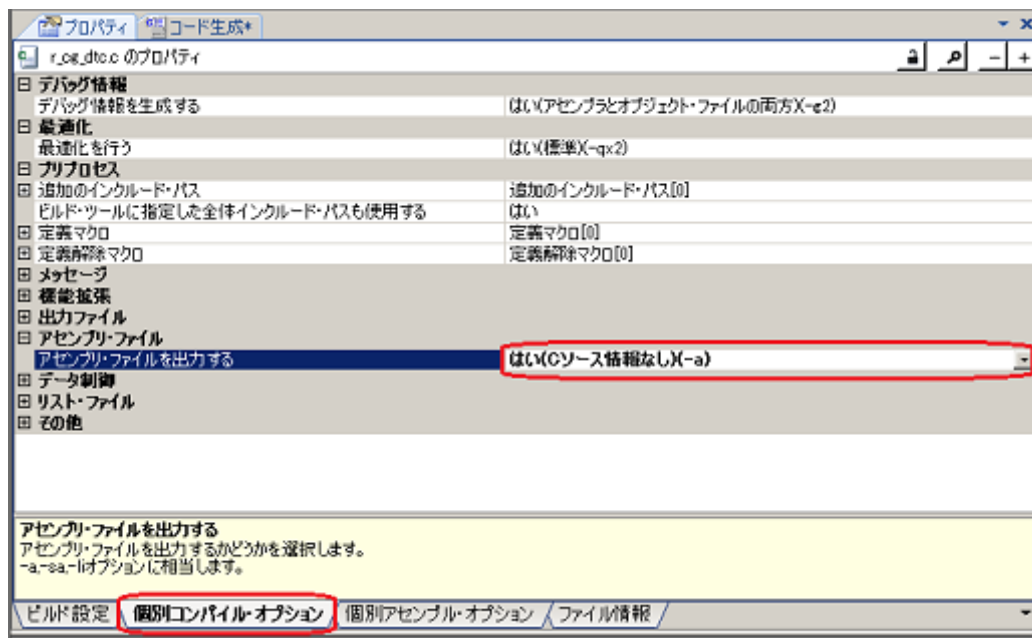 プロパティ コード生成*
r_cg_dtc.c のプロパティ
デバッグ情報
デバッグ情報を生成する はい(アセンブラとオブジェクト・ファイルの両方)(-g2)
最適化
最適化を行う はい(標準)(-qx2)
プリプロセス
追加のインクルード・パス 追加のインクルード・パス[0]
ビルド・ツールに指定した全体インクルード・パスも使用する はい
定義マクロ 定義マクロ[0]
定義解除マクロ 定義解除マクロ[0]
メッセージ
機能拡張
出力ファイル
アセンブリ・ファイル
アセンブリ・ファイルを出力する はい(Cソース情報なし)(-a)
データ制御
リスト・ファイル
その他
アセンブリ・ファイルを出力する
アセンブリ・ファイルを出力するかどうかを選択します。
-a,-sa,-liオプションに相当します。
ビルド設定 個別コンパイル・オプション 個別アセンブル・オプション ファイル情報